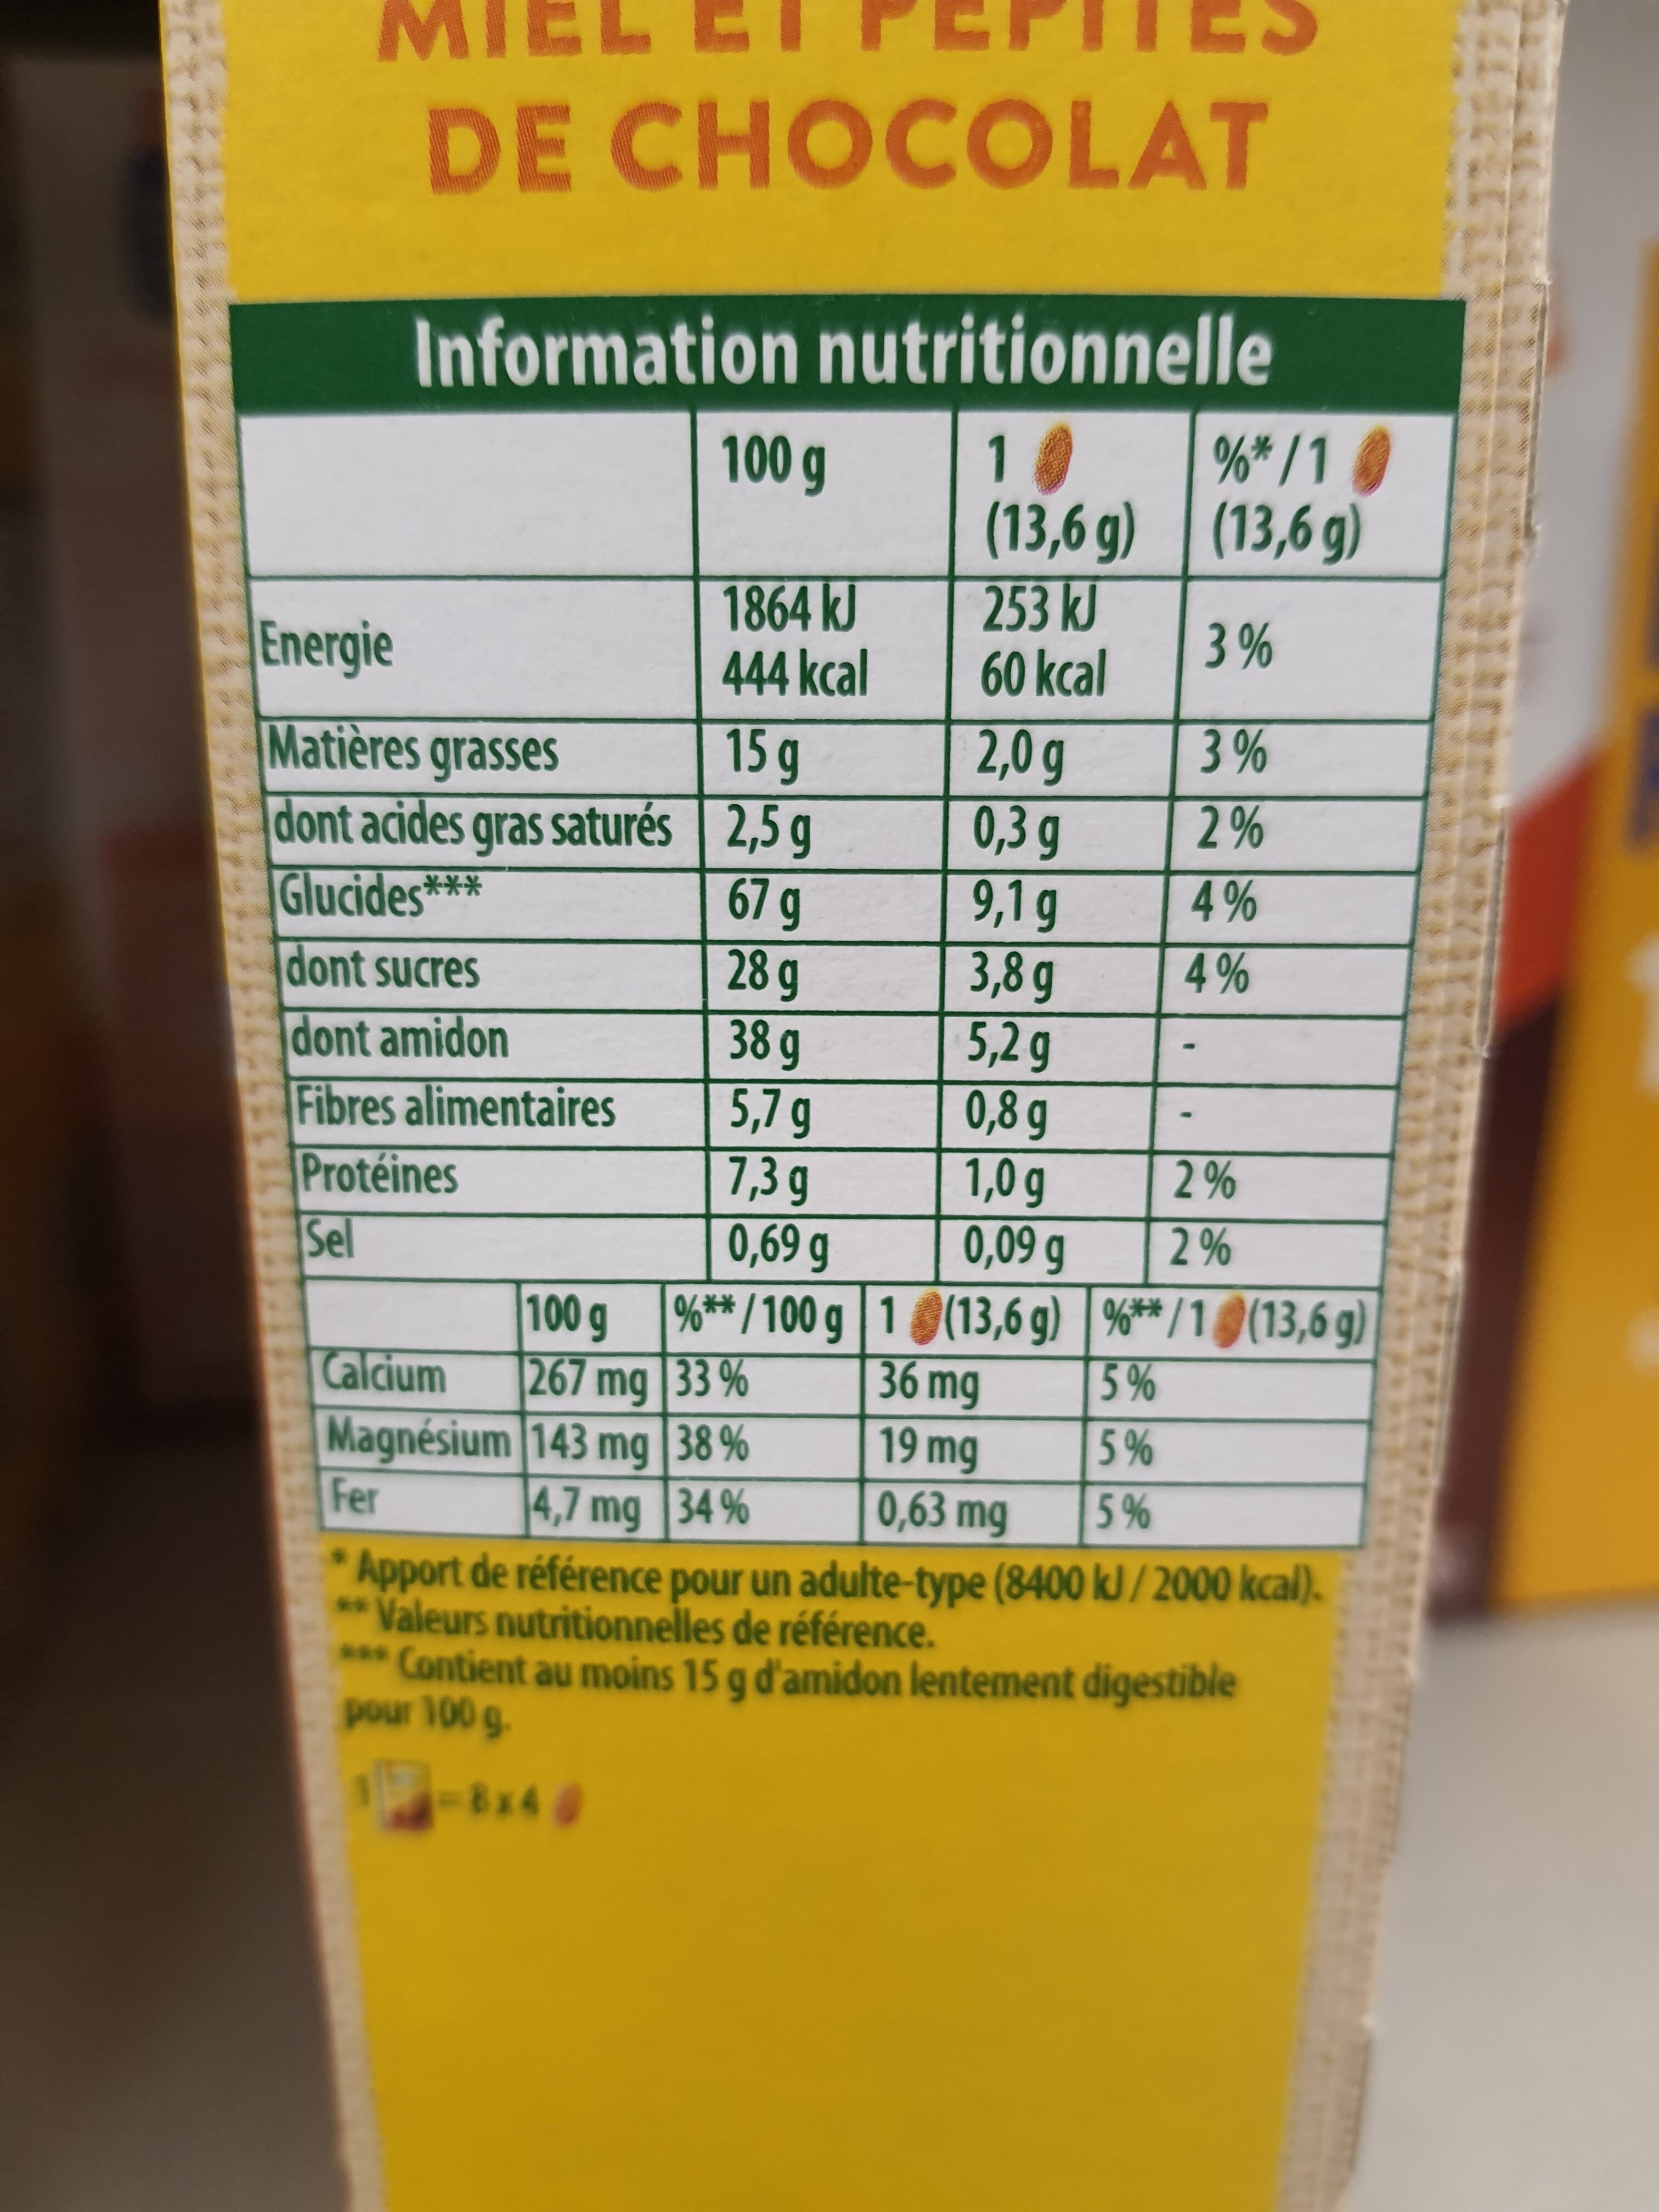 MIEL ET PÉPITES
DE CHOCOLAT
Information nutritionnelle
100 g 1 (13,6 g) %* / 1 (13,6 g)
Energie 1864 kJ 444 kcal 253 kJ 60 kcal 3 %
Matières grasses 15 g 2,0 g 3 %
dont acides gras saturés 2,5 g 0,3 g 2 %
Glucides*** 67 g 9,1 g 4 %
dont sucres 28 g 3,8 g 4 %
dont amidon 38 g 5,2 g -
Fibres alimentaires 5,7 g 0,8 g -
Protéines 7,3 g 1,0 g 2 %
Sel 0,69 g 0,09 g 2 %
100 g %** / 100 g 1 (13,6 g) %** / 1 (13,6 g)
Calcium 267 mg 33 % 36 mg 5 %
Magnésium 143 mg 38 % 19 mg 5 %
Fer 4,7 mg 34 % 0,63 mg 5 %
* Apport de référence pour un adulte-type (8400 kJ / 2000 kcal).
** Valeurs nutritionnelles de référence.
*** Contient au moins 15 g d'amidon lentement digestible
pour 100 g.
1 = 8 x 4